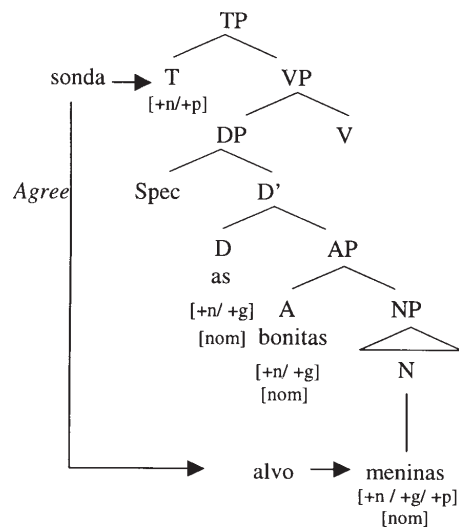 TP
sonda T VP
[+n/+p]
DP V
Agree Spec D’
D AP
as
[+n/ +g] A NP
[nom] bonitas
[+n/ +g] N
[nom]
alvo meninas
[+n / +g/ +p]
[nom]